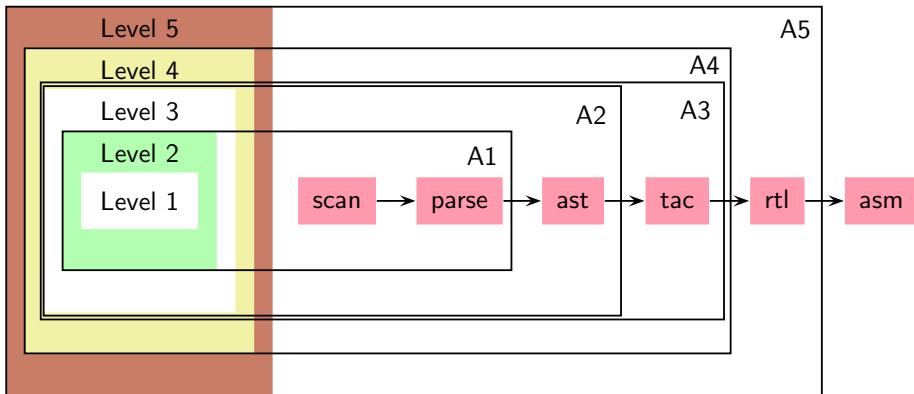 Level 5
A5
Level 4
A4
Level 3
A2
A3
Level 2
A1
Level 1
scan
parse
ast
tac
rtl
asm